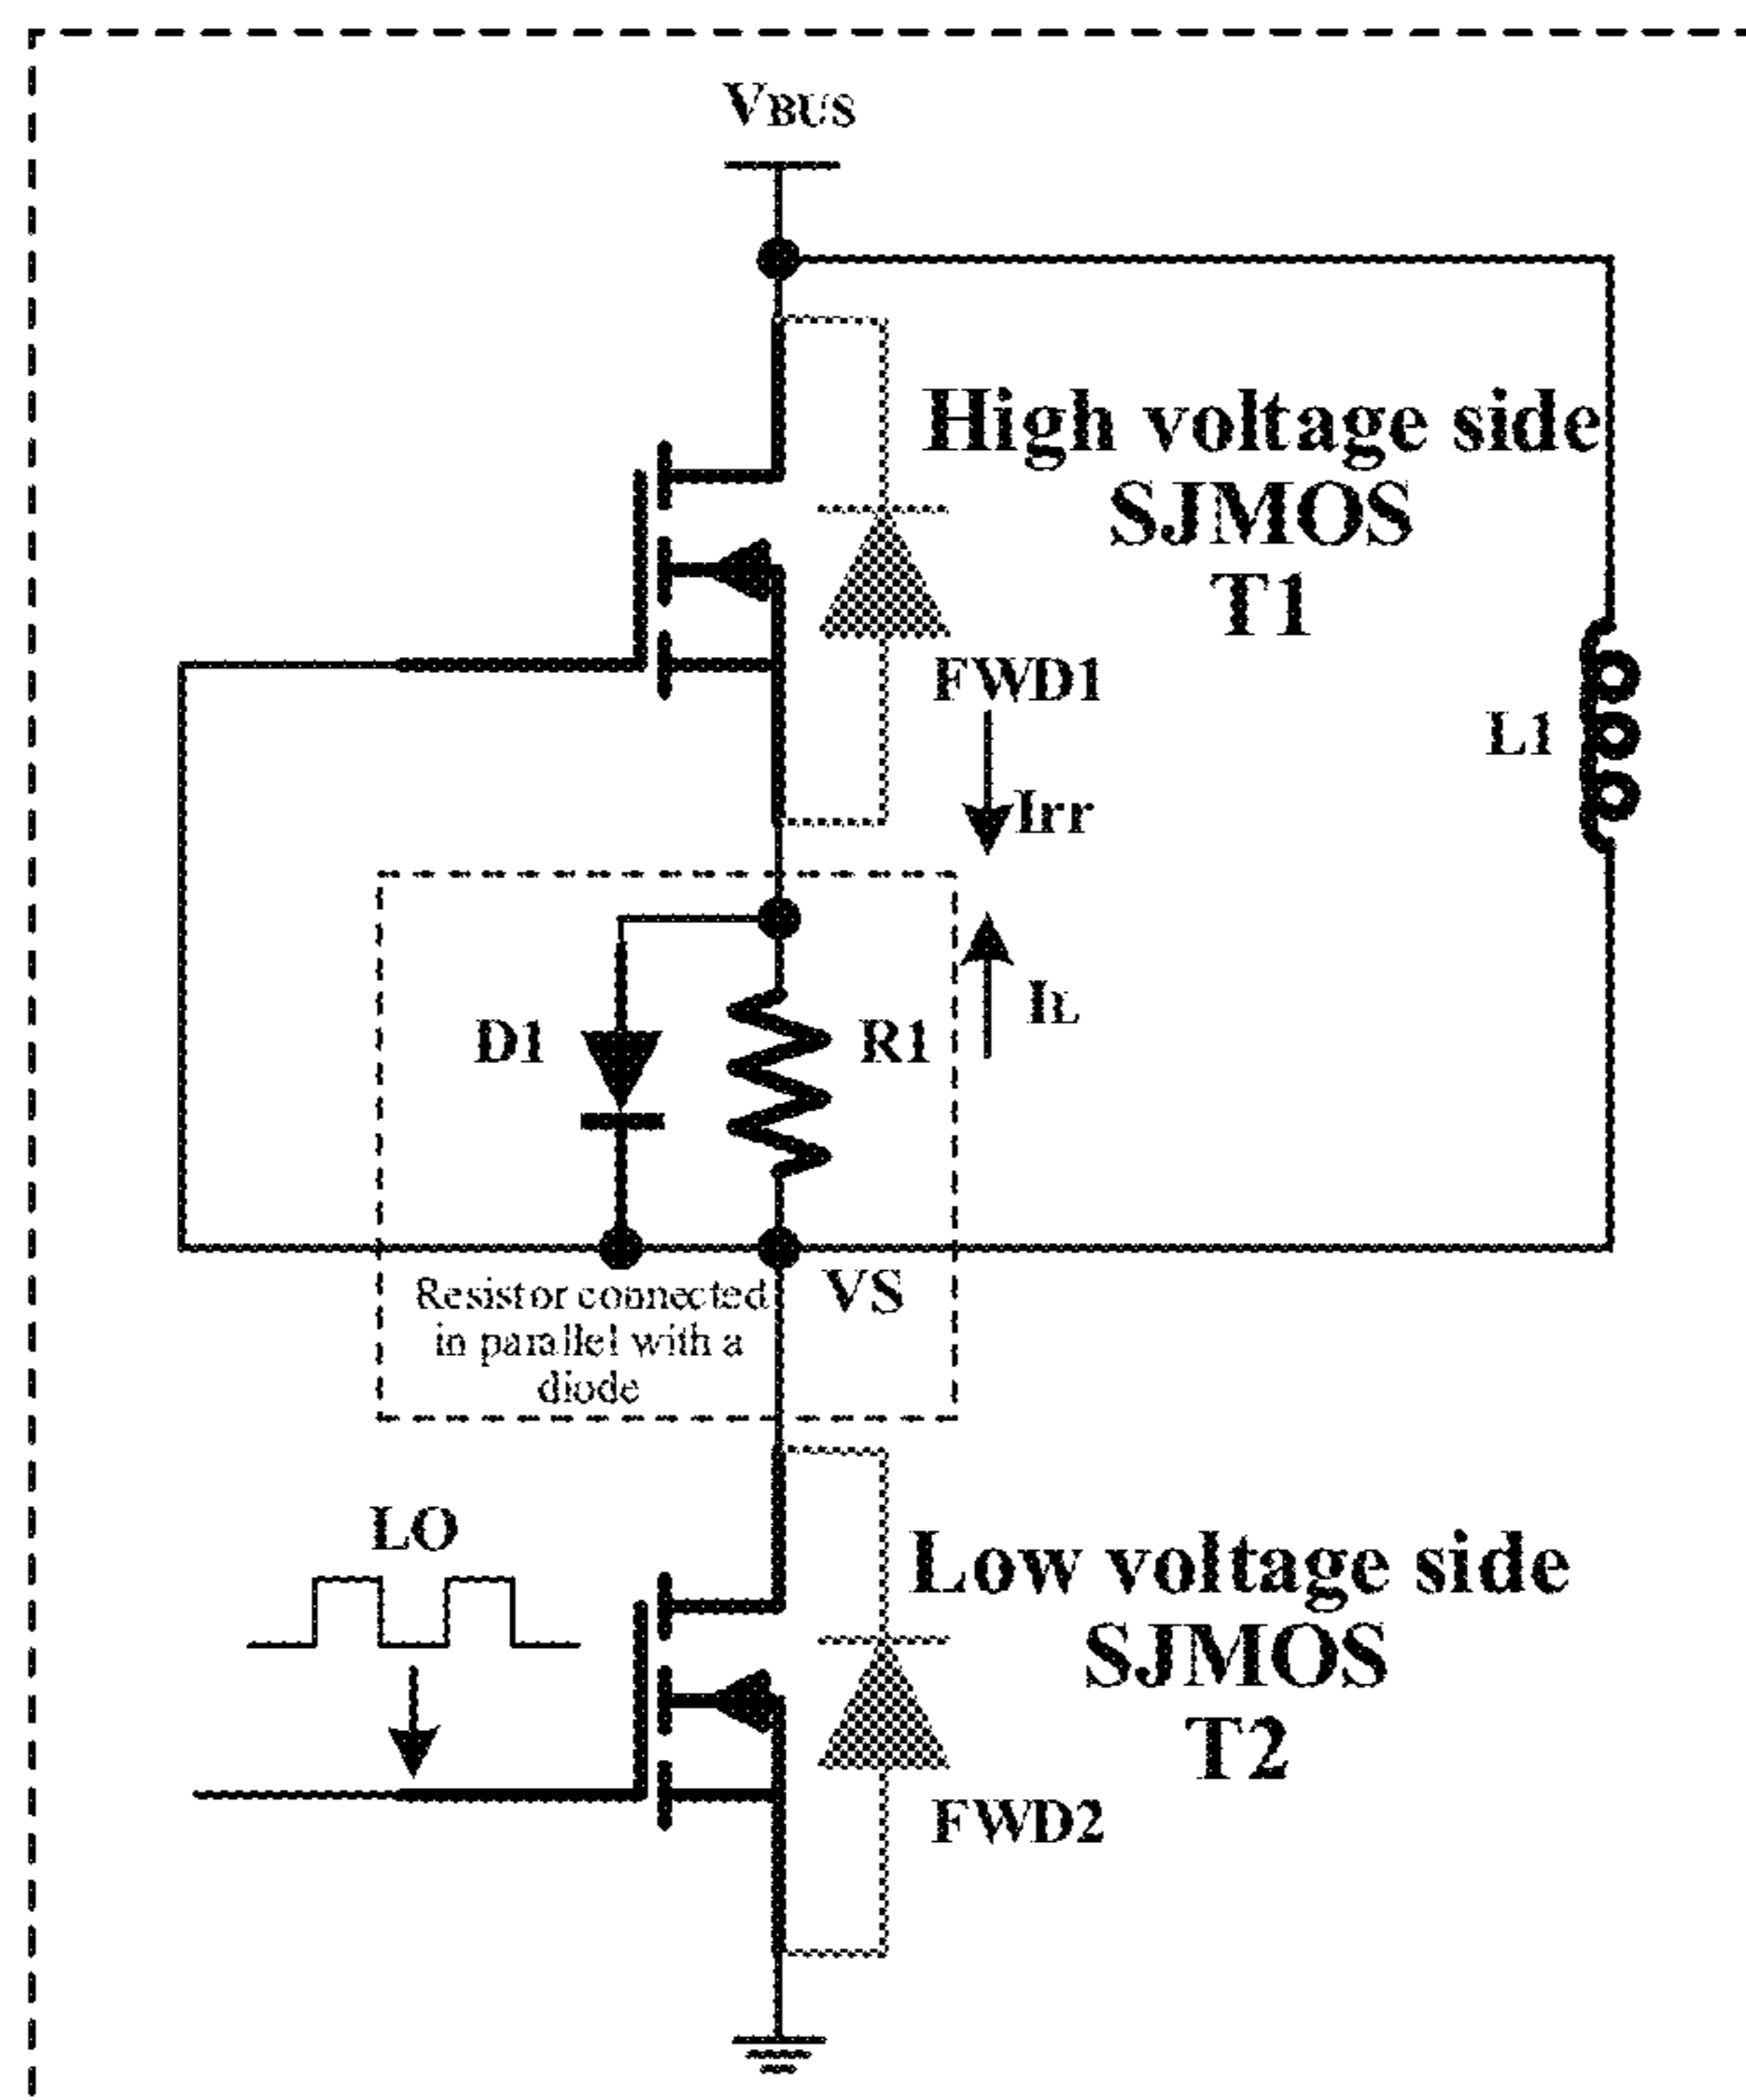 VBUS
High voltage side
SJMOS
T1
FWD1
L1
Irr
D1
R1
IL
VS
Resistor connected
in parallel with a
diode
LO
Low voltage side
SJMOS
T2
FWD2